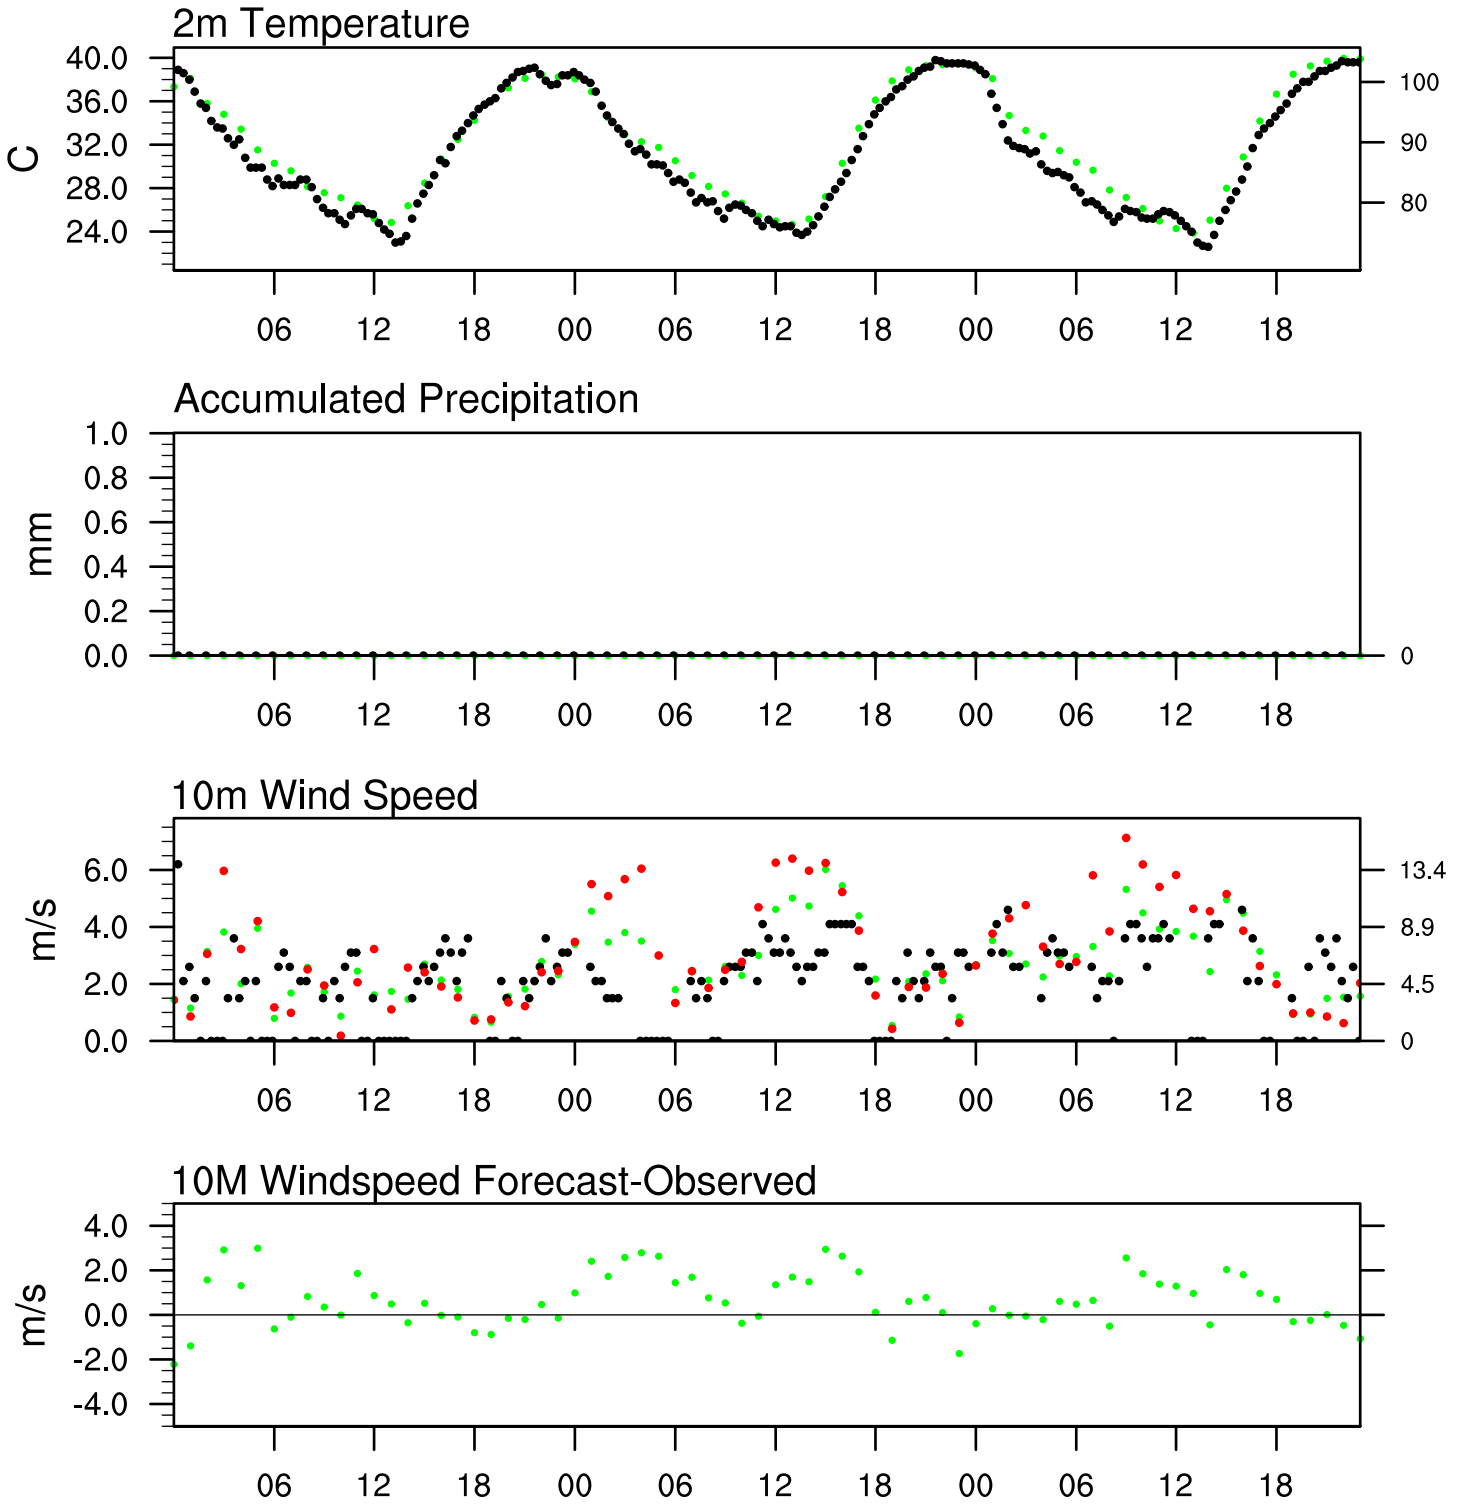 2m Temperature
40.0
36.0
32.0
28.0
24.0
C
100
90
80
06 12 18 00 06 12 18 00 06 12 18
Accumulated Precipitation
1.0
0.8
0.6
0.4
0.2
0.0
mm
0
06 12 18 00 06 12 18 00 06 12 18
10m Wind Speed
6.0
4.0
2.0
0.0
m/s
13.4
8.9
4.5
0
06 12 18 00 06 12 18 00 06 12 18
10M Windspeed Forecast-Observed
4.0
2.0
0.0
-2.0
-4.0
m/s
06 12 18 00 06 12 18 00 06 12 18